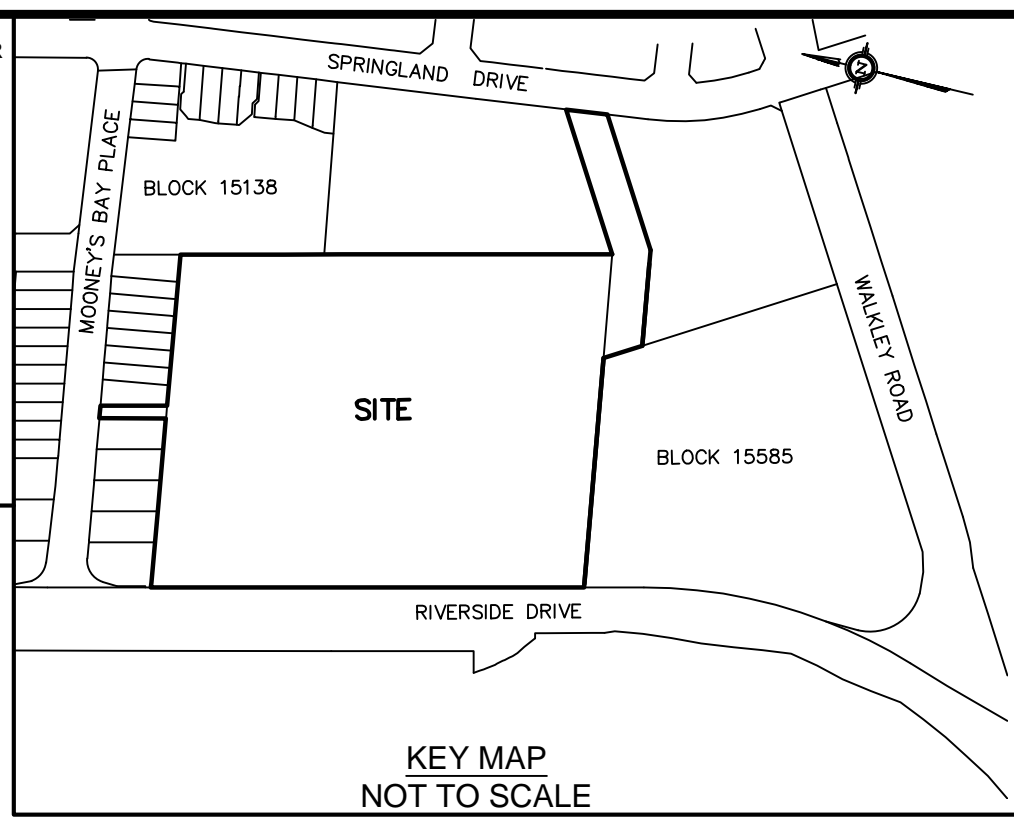 R
SPRINGLAND DRIVE
N
MOONEY'S BAY PLACE
BLOCK 15138
WALKLEY ROAD
SITE
BLOCK 15585
RIVERSIDE DRIVE
KEY MAP
NOT TO SCALE